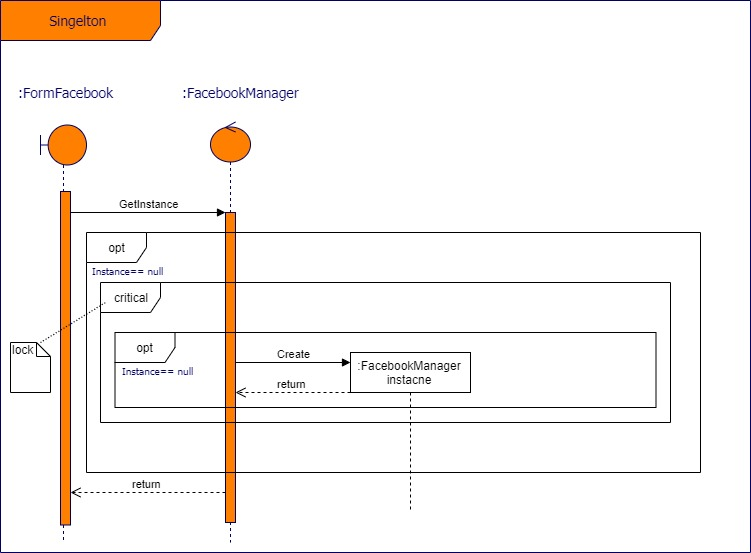 Singelton
:FormFacebook
:FacebookManager
GetInstance
opt
Instance== null
critical
lock
opt
Instance== null
Create
:FacebookManager
instacne
return
return